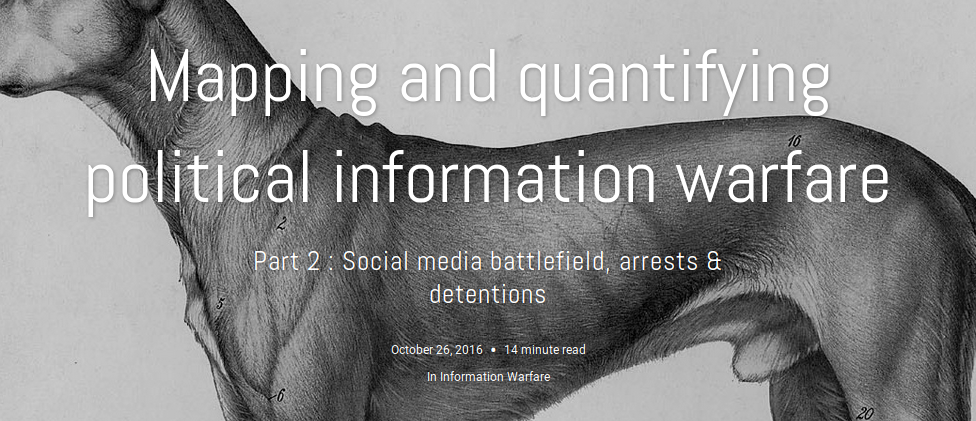 Mapping and quantifying
16
political information warfare
2
Part 2 : Social media battlefield, arrests &
detentions
5
October 26, 2016 • 14 minute read
In Information Warfare
6
20